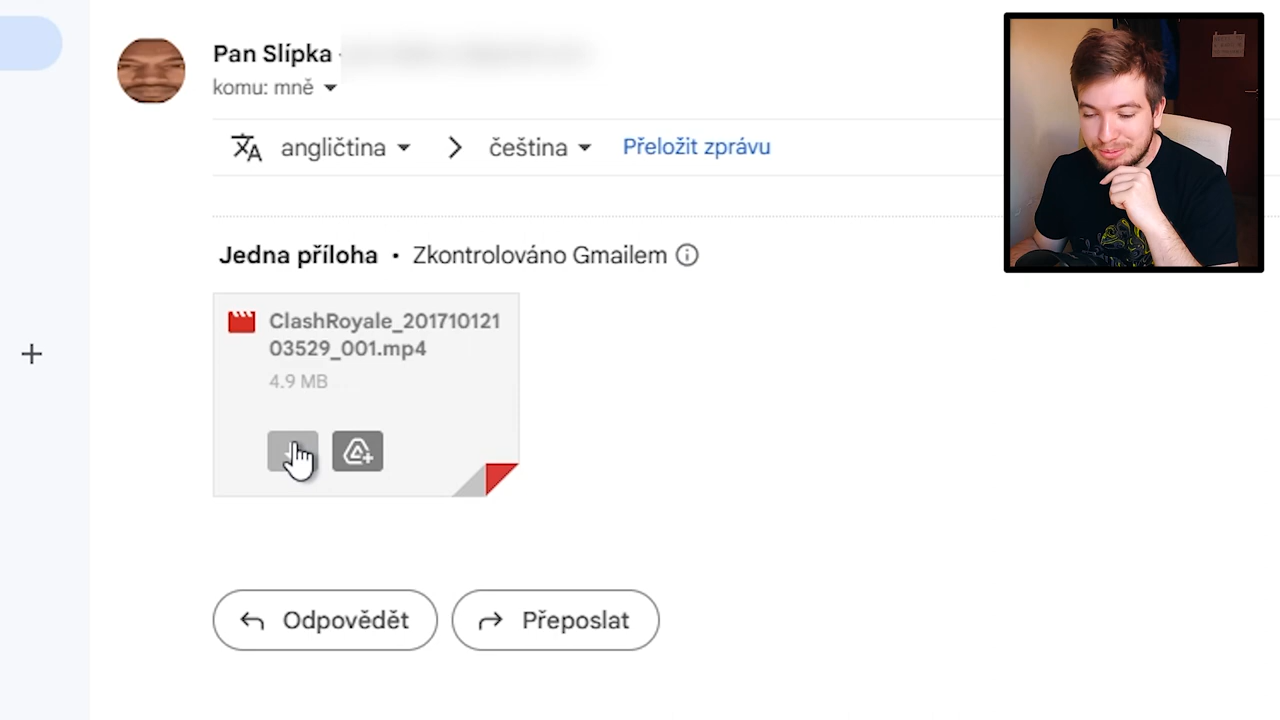 Pan Slípka
komu: mně
angličtina
čeština
Přeložit zprávu
Jedna příloha • Zkontrolováno Gmailem
ClashRoyale_201710121
03529_001.mp4
4.9 MB
Odpovědět
Přeposlat